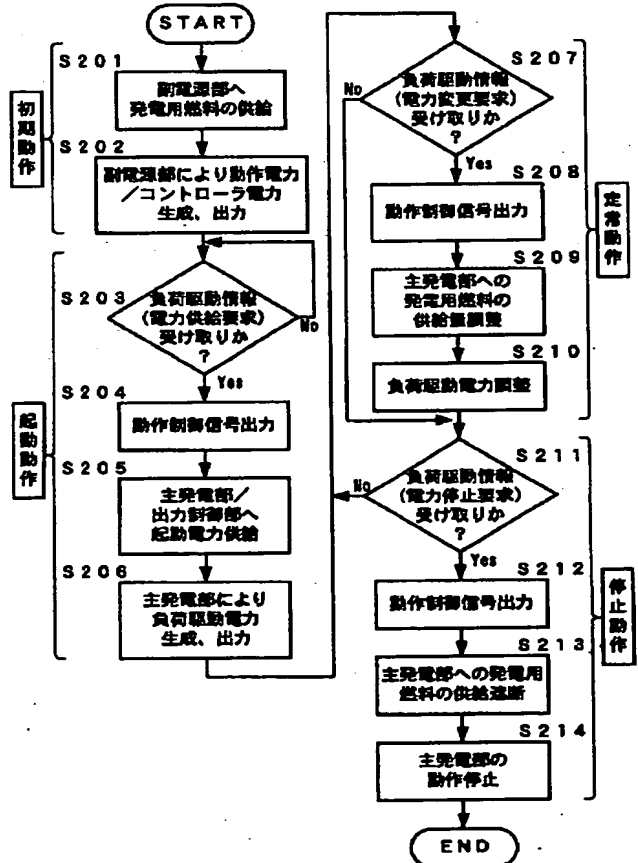 START
S201
副電源部へ
発電用燃料の供給
S202
副電源部により動作電力
／コントローラ電力
生成、出力
初期動作
S203
負荷駆動情報
（電力供給要求）
受け取りか
？
No
Yes
S204
動作制御信号出力
S205
主発電部／
出力制御部へ
起動電力供給
S206
主発電部により
負荷駆動電力
生成、出力
起動動作
S207
負荷駆動情報
（電力変更要求）
受け取りか
？
No
Yes
S208
動作制御信号出力
S209
主発電部への
発電用燃料の
供給量調整
S210
負荷駆動電力調整
定常動作
S211
負荷駆動情報
（電力停止要求）
受け取りか
？
No
Yes
S212
動作制御信号出力
S213
主発電部への発電用
燃料の供給遮断
S214
主発電部の
動作停止
停止動作
END